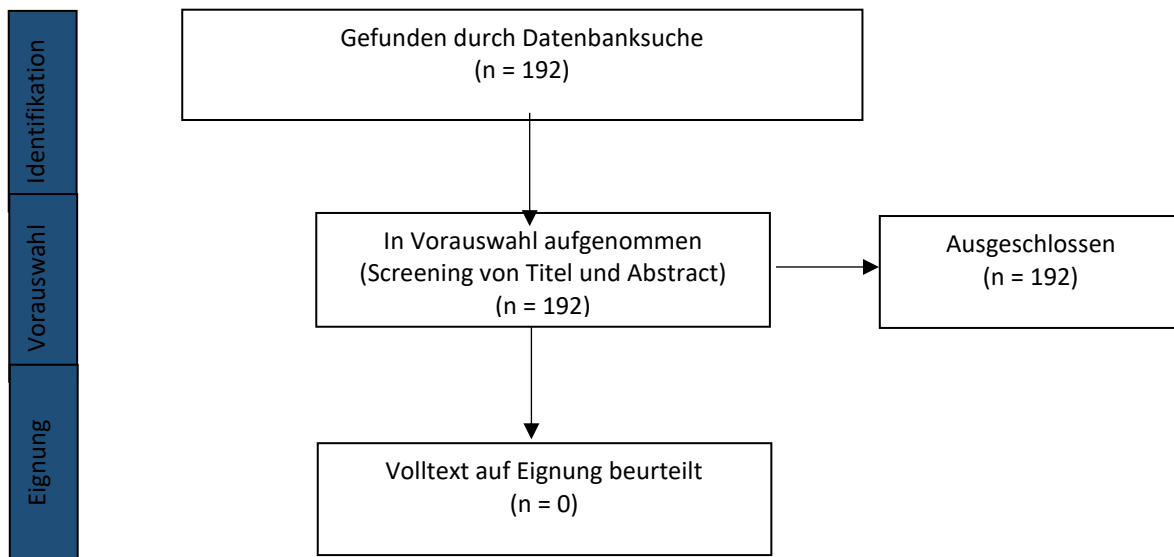 Identifikation
Gefunden durch Datenbanksuche
(n = 192)
Vorauswahl
In Vorauswahl aufgenommen
(Screening von Titel und Abstract)
(n = 192)
Ausgeschlossen
(n = 192)
Eignung
Volltext auf Eignung beurteilt
(n = 0)